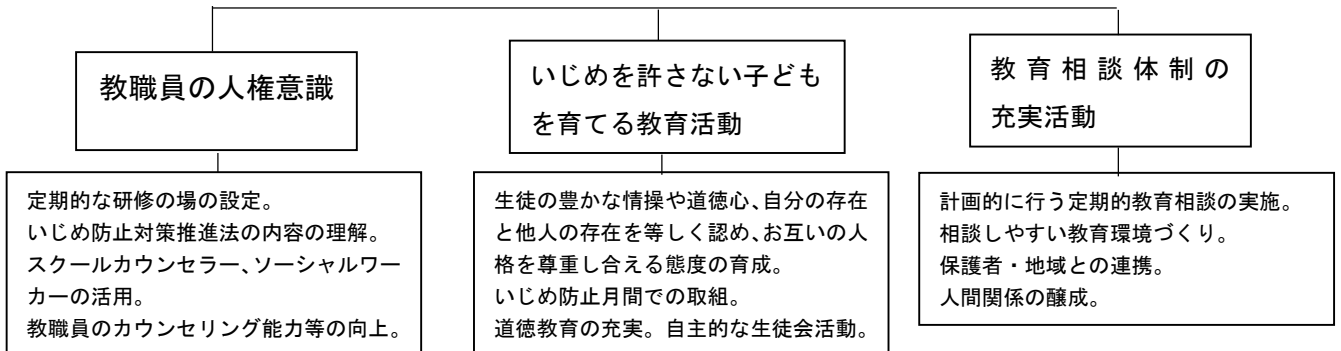 教職員の人権意識
いじめを許さない子ども
を育てる教育活動
教育相談体制の
充実活動
定期的な研修の場の設定。
いじめ防止対策推進法の内容の理解。
スクールカウンセラー、ソーシャルワー
カーの活用。
教職員のカウンセリング能力等の向上。
生徒の豊かな情操や道徳心、自分の存在
と他人の存在を等しく認め、お互いの人
格を尊重し合える態度の育成。
いじめ防止月間での取組。
道徳教育の充実。自主的な生徒会活動。
計画的に行う定期的教育相談の実施。
相談しやすい教育環境づくり。
保護者・地域との連携。
人間関係の醸成。